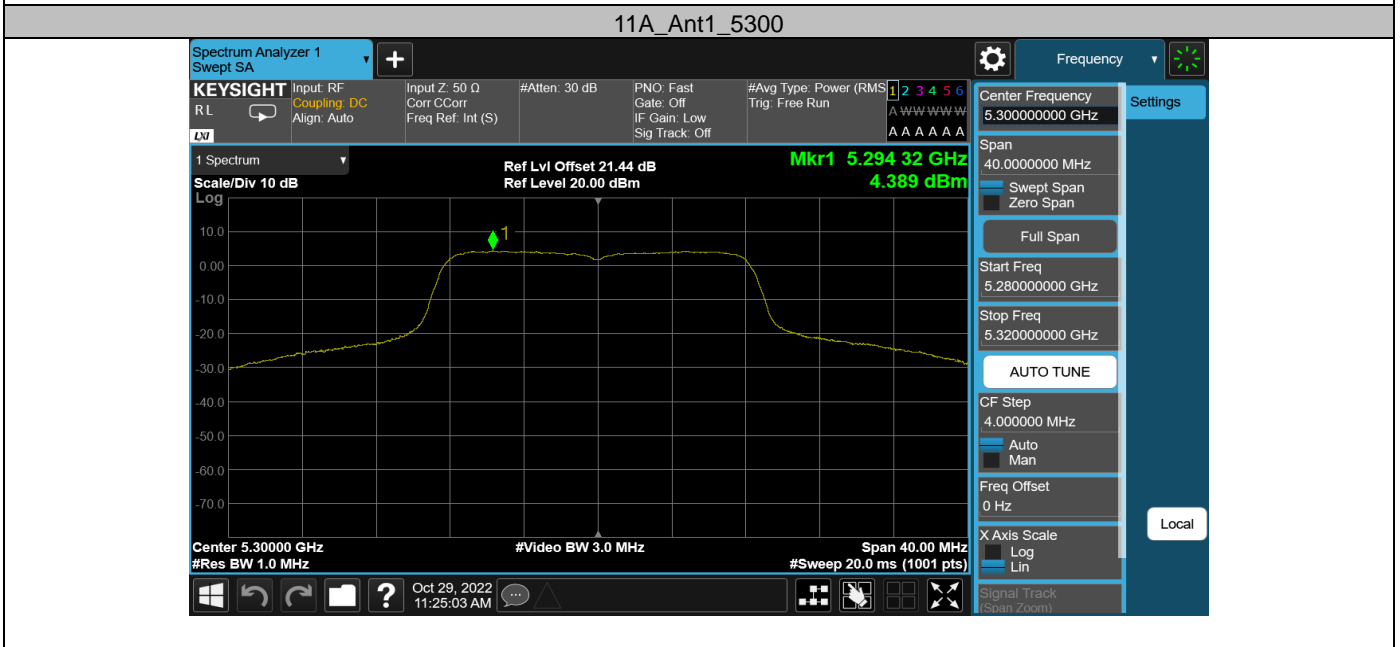 11A_Ant1_5300
Spectrum Analyzer 1
Swept SA
Frequency
KEYSIGHT
RL
LXI
Input: RF
Coupling: DC
Align: Auto
Input Z: 50 Ω
Corr CCorr
Freq Ref: Int (S)
#Atten: 30 dB
PNO: Fast
Gate: Off
IF Gain: Low
Sig Track: Off
#Avg Type: Power (RMS
Trig: Free Run
1 2 3 4 5 6
A W W W W W
A A A A A A
1 Spectrum
Scale/Div 10 dB
Ref Lvl Offset 21.44 dB
Ref Level 20.00 dBm
Mkr1 5.294 32 GHz
4.389 dBm
Log
10.0
0.00
-10.0
-20.0
-30.0
-40.0
-50.0
-60.0
-70.0
1
Center 5.30000 GHz
#Res BW 1.0 MHz
#Video BW 3.0 MHz
Span 40.00 MHz
#Sweep 20.0 ms (1001 pts)
Center Frequency
5.300000000 GHz
Span
40.0000000 MHz
Swept Span
Zero Span
Full Span
Start Freq
5.280000000 GHz
Stop Freq
5.320000000 GHz
AUTO TUNE
CF Step
4.000000 MHz
Auto
Man
Freq Offset
0 Hz
X Axis Scale
Log
Lin
Signal Track
(Span Zoom)
Settings
Local
?
Oct 29, 2022
11:25:03 AM